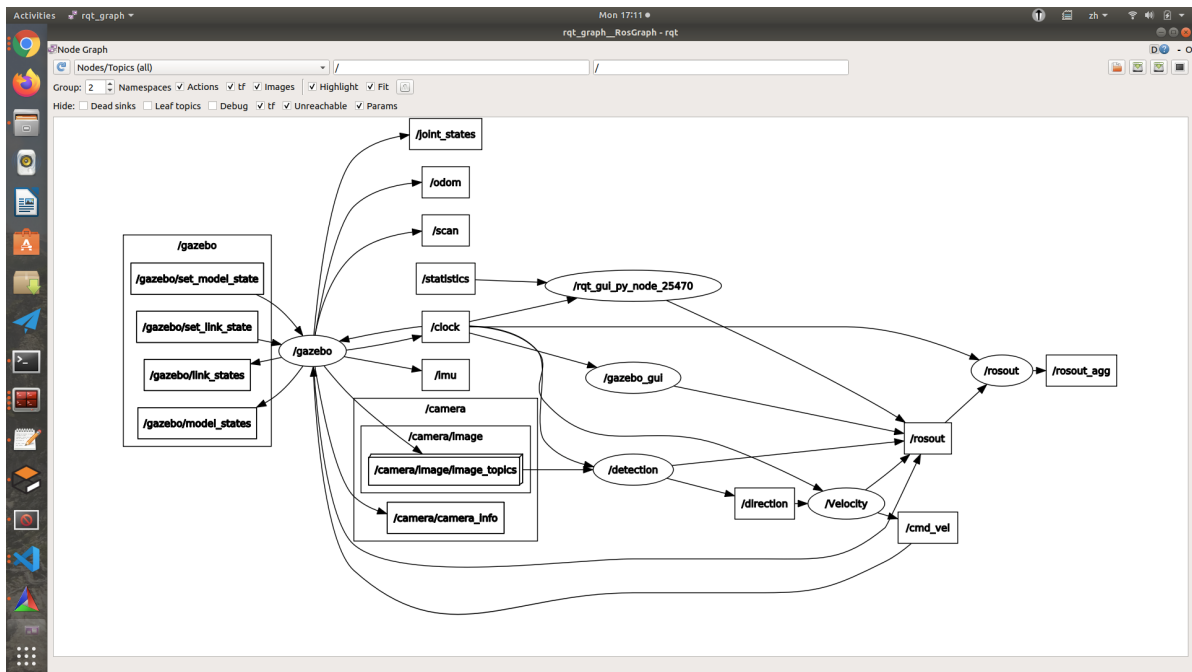 Activities rqt_graph Mon 17:11 zh
rqt_graph__RosGraph - rqt
Node Graph D - O
Nodes/Topics (all) / /
Group: 2 Namespaces Actions tf Images Highlight Fit
Hide: Dead sinks Leaf topics Debug tf Unreachable Params
/joint_states
/odom
/scan
/gazebo
/gazebo/set_model_state
/statistics
/rqt_gui_py_node_25470
/gazebo/set_link_state
/clock
/gazebo
/gazebo/link_states
/imu
/gazebo_gui
/rosout
/rosout_agg
/camera
/gazebo/model_states
/camera/image
/rosout
/camera/image/image_topics
/detection
/direction
/Velocity
/camera/camera_info
/cmd_vel